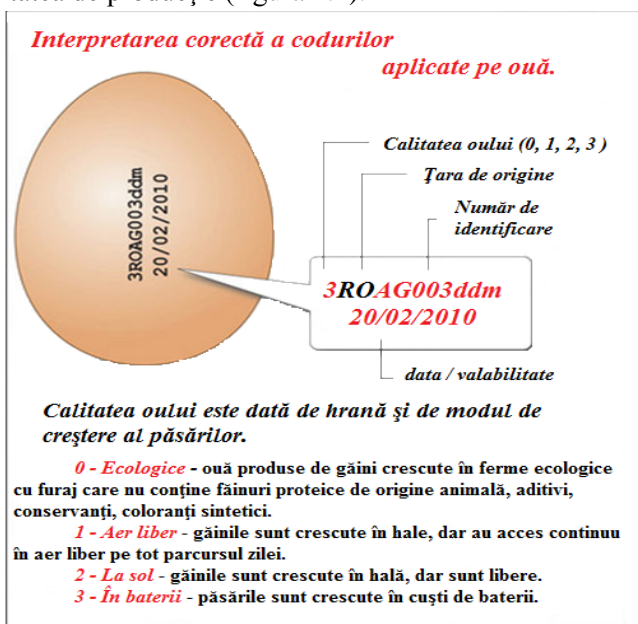 tatea de producţie
Interpretarea corectă a codurilor
aplicate pe ouă.
3ROAG003ddm
20/02/2010
Calitatea oului (0, 1, 2, 3 )
Ţara de origine
Număr de
identificare
3ROAG003ddm
20/02/2010
data / valabilitate
Calitatea oului este dată de hrană şi de modul de
creştere al păsărilor.
0 - Ecologice - ouă produse de găini crescute în ferme ecologice
cu furaj care nu conţine făinuri proteice de origine animală, aditivi,
conservanţi, coloranţi sintetici.
1 - Aer liber - găinile sunt crescute în hale, dar au acces continuu
în aer liber pe tot parcursul zilei.
2 - La sol - găinile sunt crescute în hală, dar sunt libere.
3 - În baterii - păsările sunt crescute în cuşti de baterii.